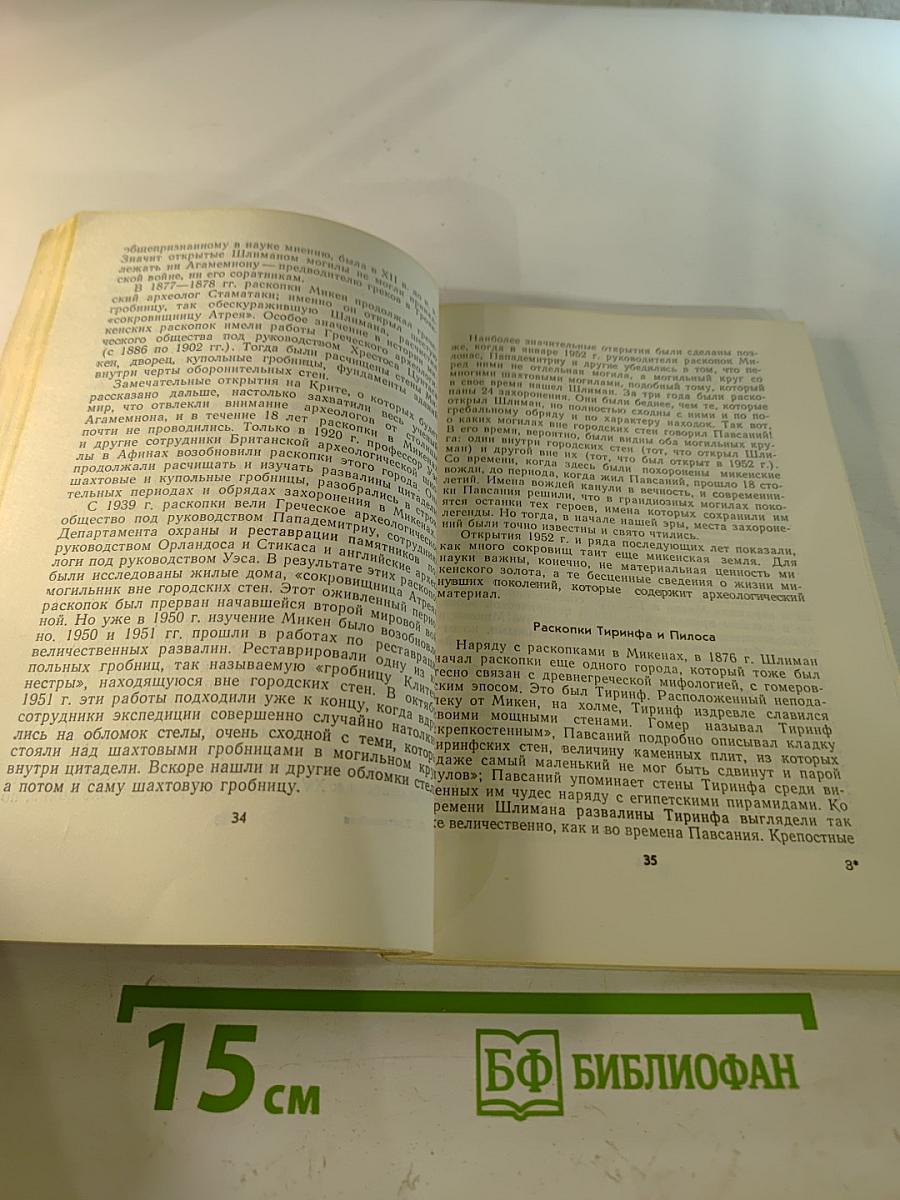 общепризнанному в науке мнению, была в XII в. до н.
Значит открытые Шлиманом могилы не могли
лежать ни Агамемнону — предводителю греков в
ской войне, ни его соратникам.
В 1877—1878 гг. раскопки Микен продолжал
ский археолог Стаматаки; именно он открыл
гробницу, так обескуражившую Шлимана,
«сокровищницу Атрея». Особое значение в истории
кенских раскопок имели работы Греческого
ческого общества под руководством Хреста
(с 1886 по 1902 гг.). Тогда были расчищены стены
кен, дворец, купольные гробницы, фундаменты
внутри черты оборонительных стен.
Замечательные открытия на Крите, о которых будет
рассказано дальше, настолько захватили весь
мир, что отвлекли внимание археологов от
Агамемнона, и в течение 18 лет раскопки в
почти не проводились. Только в 1920 г. профессор
и другие сотрудники Британской археологической
лы в Афинах возобновили раскопки этого города. Они
продолжали расчищать и изучать развалины
шахтовые и купольные гробницы, разобрались в
тельных периодах и обрядах захоронения в
С 1939 г. раскопки вели Греческое
общество под руководством Пападемитриу,
Департамента охраны и реставрации памятников
руководством Орландоса и Стикаса и английские
логи под руководством Уэса. В результате этих
были исследованы жилые дома, «сокровищница
могильник вне городских стен. Этот оживленный
раскопок был прерван начавшейся второй мировой
ной. Но уже в 1950 г. изучение Микен было
но. 1950 и 1951 гг. прошли в работах по
величественных развалин. Реставрировали одну из
польных гробниц, так называемую «гробницу
нестры», находящуюся вне городских стен. В
1951 г. эти работы подходили уже к концу, когда
сотрудники экспедиции совершенно случайно
лись на обломок стелы, очень сходной с теми,
стояли над шахтовыми гробницами в могильном
внутри цитадели. Вскоре нашли и другие обломки
а потом и саму шахтовую гробницу.
34
Наиболее значительные открытия были сделаны поз-
же, когда в январе 1952 г. руководители раскопок Ми-
лонас, Пападемитриу и другие убедились в том, что пе-
ред ними не отдельная могила, а могильный круг со
многими шахтовыми могилами, подобный тому, который
в свое время нашел Шлиман. За три года были раско-
паны 24 захоронения. Они были беднее, чем те, которые
открыл Шлиман, но полностью сходны с ними и по по-
гребальному обряду и по характеру находок. Так вот,
о каких могилах вне городских стен говорил Павсаний!
В его время, вероятно, были видны оба могильных кру-
га: один внутри городских стен (тот, что открыл Шли-
ман) и другой вне их (тот, что был открыт в 1952 г.).
Со времени, когда здесь были похоронены микенские
вожди, до периода, когда жил Павсаний, прошло 18 сто-
летий. Имена вождей канули в вечность, и современни-
ки Павсания решили, что в грандиозных могилах поко-
ятся останки тех героев, имена которых сохранили им
легенды. Но тогда, в начале нашей эры, места захороне-
ний были точно известны и свято чтились.
Открытия 1952 г. и ряда последующих лет показали,
как много сокровищ таит еще микенская земля. Для
науки важны, конечно, не материальная ценность ми
кенского золота, а те бесценные сведения о жизни ми-
нувших поколений, которые содержит археологический
материал.
Раскопки Тиринфа и Пилоса
Наряду с раскопками в Микенах, в 1876 г. Шлиман
начал раскопки еще одного города, который тоже был
тесно связан с древнегреческой мифологией, с гомеров-
ским эпосом. Это был Тиринф. Расположенный непода-
леку от Микен, на холме, Тиринф издревле славился
своими мощными стенами. Гомер называл Тиринф
«крепкостенным», Павсаний подробно описывал кладку
тиринфских стен, величину каменных плит, из которых
даже самый маленький не мог быть сдвинут и парой
мулов»; Павсаний упоминает стены Тиринфа среди ви-
денных им чудес наряду с египетскими пирамидами. Ко
времени Шлимана развалины Тиринфа выглядели так
же величественно, как и во времена Павсания. Крепостные
35
3*
15 см
БФ БИБЛИОФАН